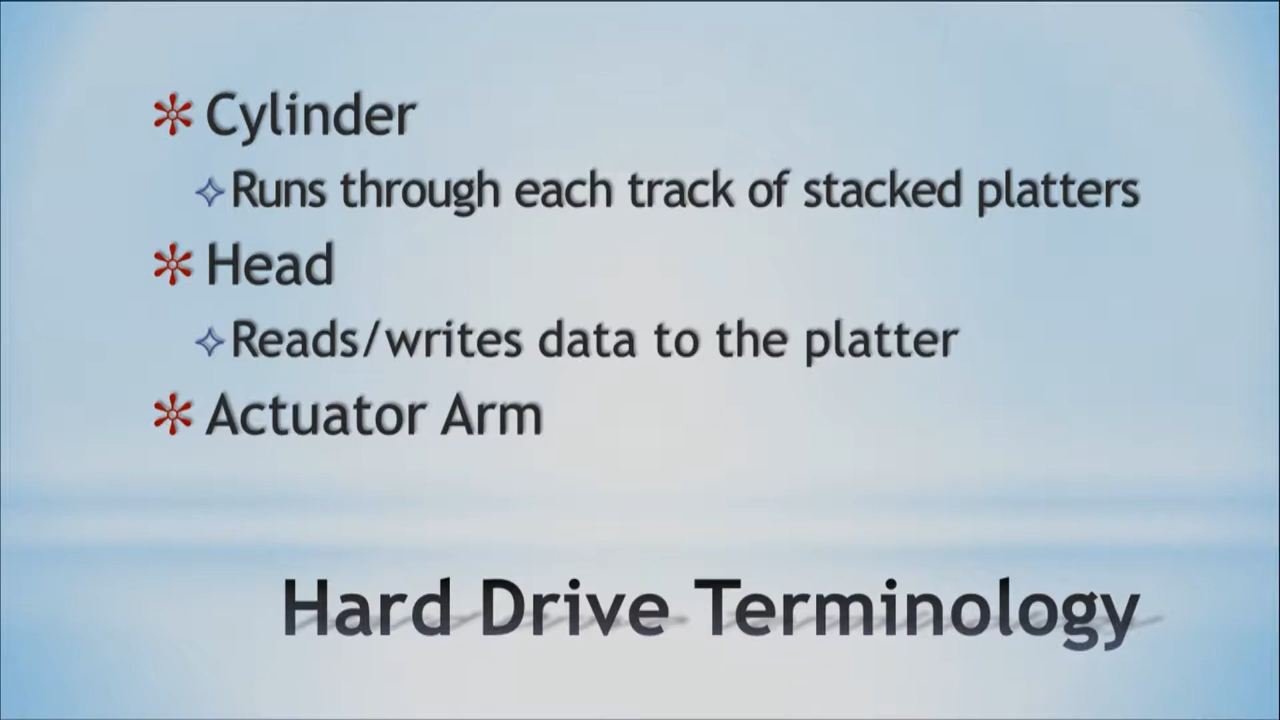 Cylinder
Runs through each track of stacked platters
Head
Reads/writes data to the platter
Actuator Arm
Hard Drive Terminology